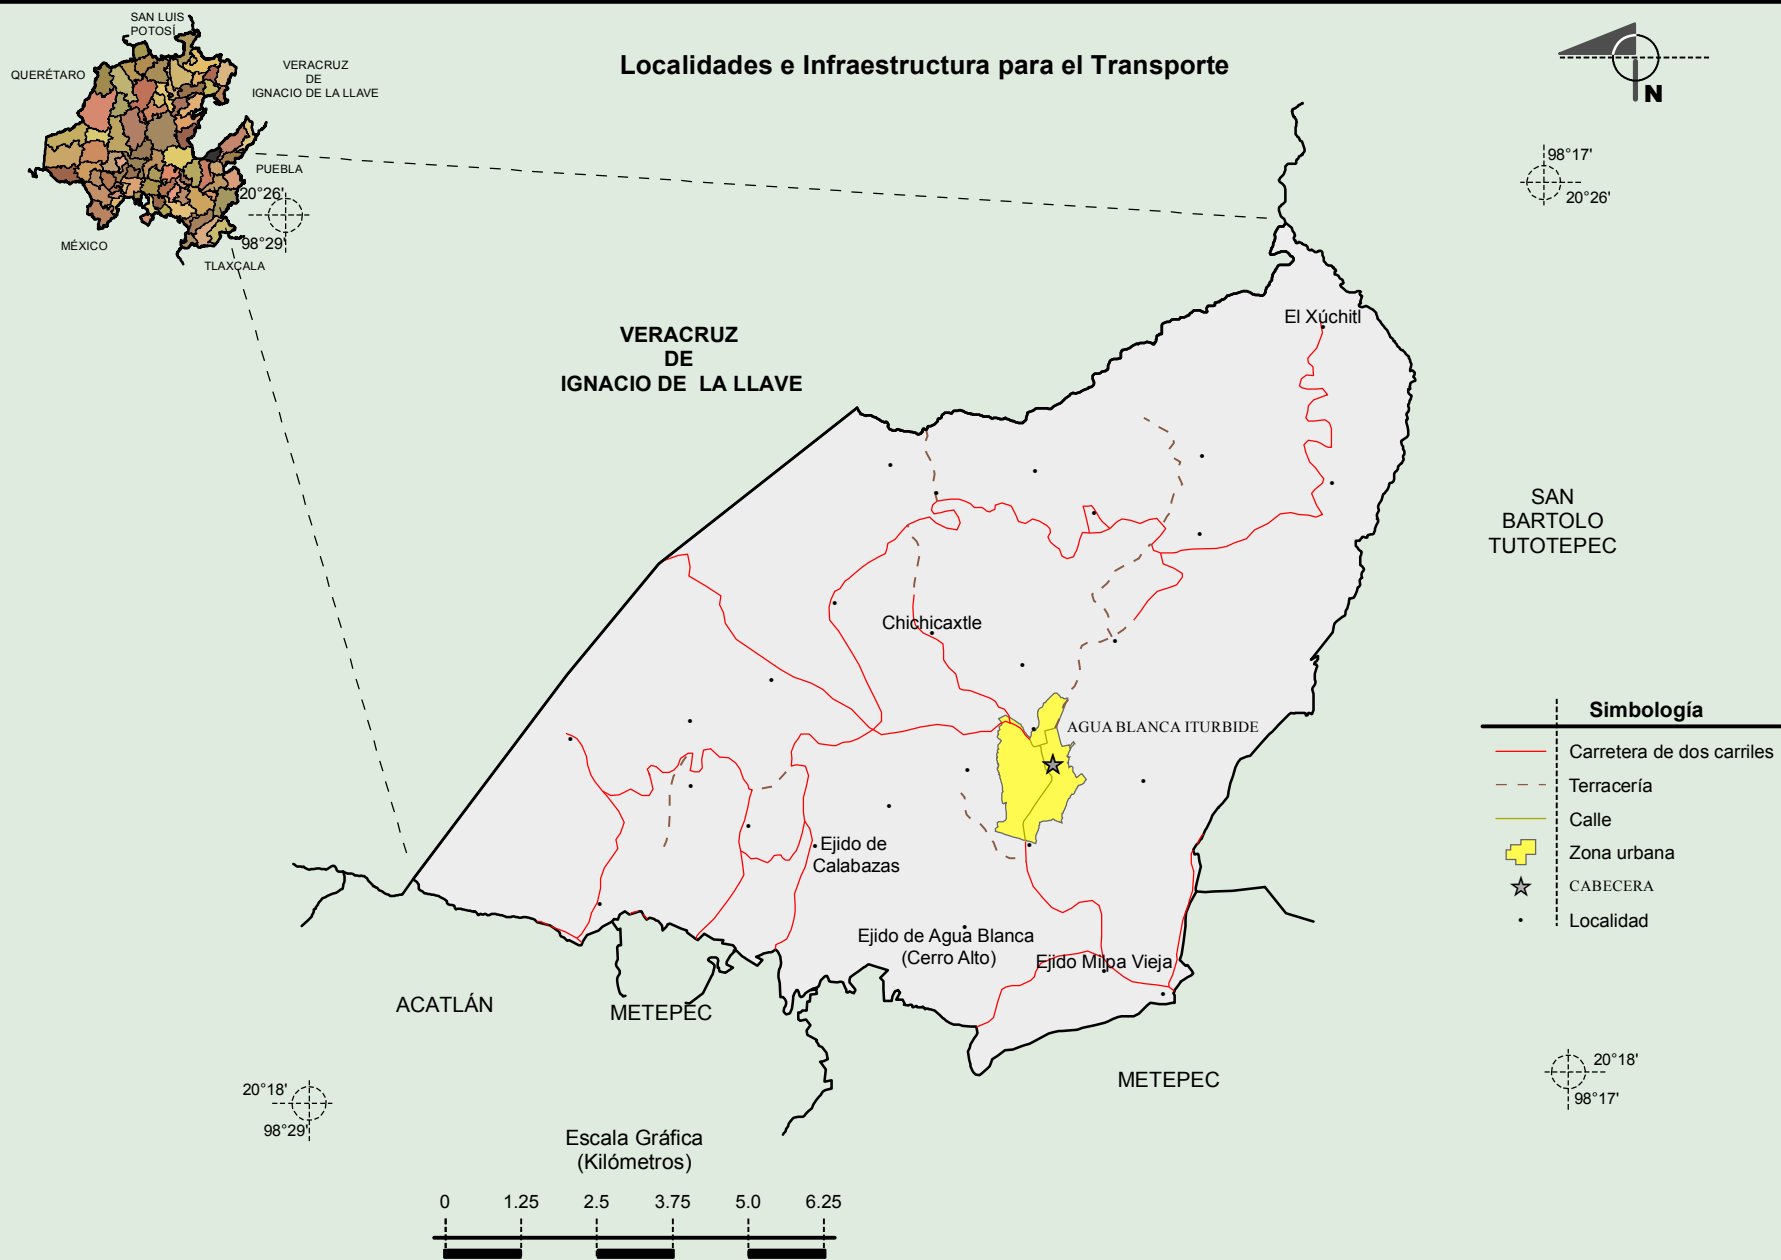 Localidades e Infraestructura para el Transporte
SAN LUIS
POTOSÍ
QUERÉTARO
VERACRUZ
DE
IGNACIO DE LA LLAVE
PUEBLA
MÉXICO
TLAXCALA
20°26'
98°29'
N
98°17'
20°26'
VERACRUZ
DE
IGNACIO DE LA LLAVE
El Xúchitl
SAN
BARTOLO
TUTOTEPEC
Chichicaxtle
AGUA BLANCA ITURBIDE
Ejido de
Calabazas
Ejido de Agua Blanca
(Cerro Alto)
Ejido Milpa Vieja
ACATLÁN
METEPEC
METEPEC
Simbología
Carretera de dos carriles
Terracería
Calle
Zona urbana
CABECERA
Localidad
20°18'
98°29'
20°18'
98°17'
Escala Gráfica
(Kilómetros)
0 1.25 2.5 3.75 5.0 6.25